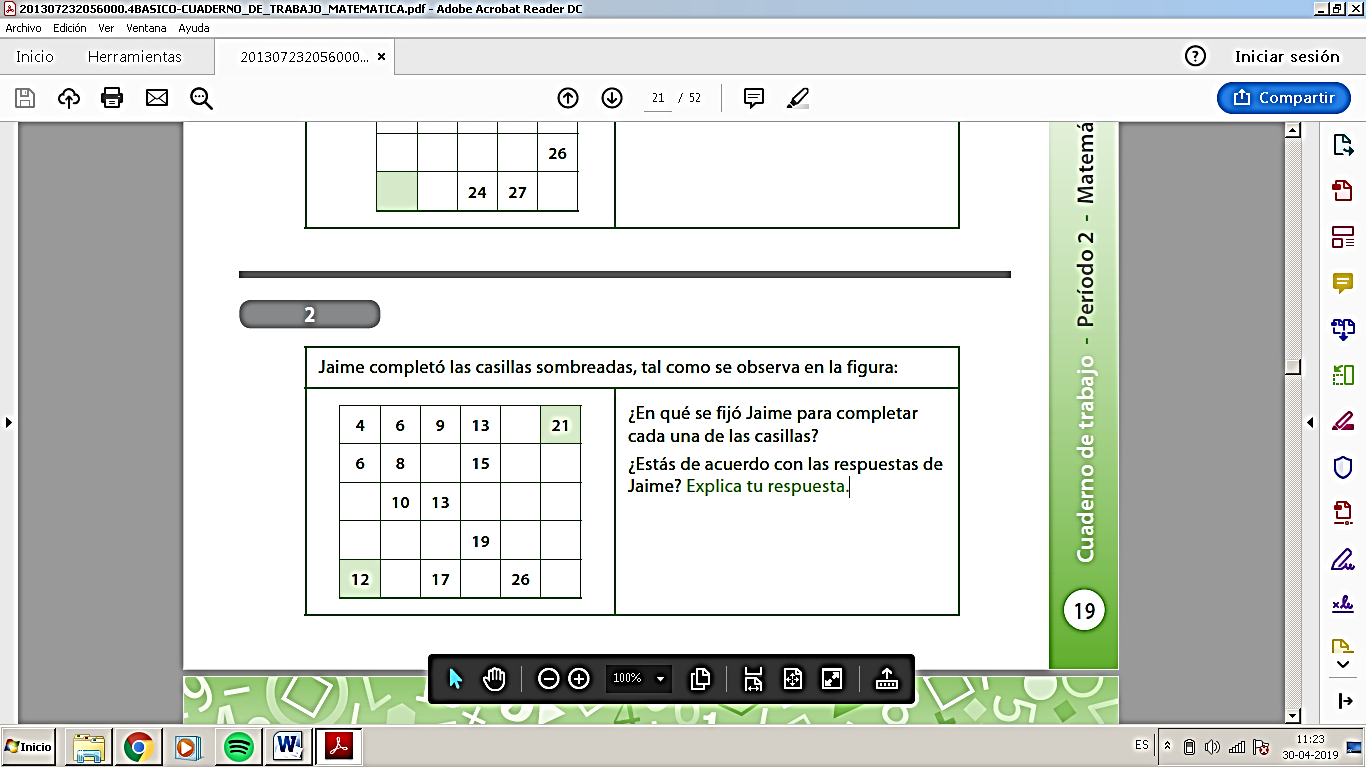 201307232056000.4BASICO-CUADERNO_DE_TRABAJO_MATEMATICA.pdf - Adobe Acrobat Reader DC
Archivo Edición Ver Ventana Ayuda
Inicio Herramientas 201307232056000... × Iniciar sesión
21 / 52 Compartir
26
24 27
2
Jaime completó las casillas sombreadas, tal como se observa en la figura:
4 6 9 13 21
6 8 15
10 13
19
12 17 26
¿En qué se fijó Jaime para completar
cada una de las casillas?
¿Estás de acuerdo con las respuestas de
Jaime? Explica tu respuesta.
Cuaderno de trabajo - Período 2 - Matemá
19
100%
Inicio
ES
11:23
30-04-2019